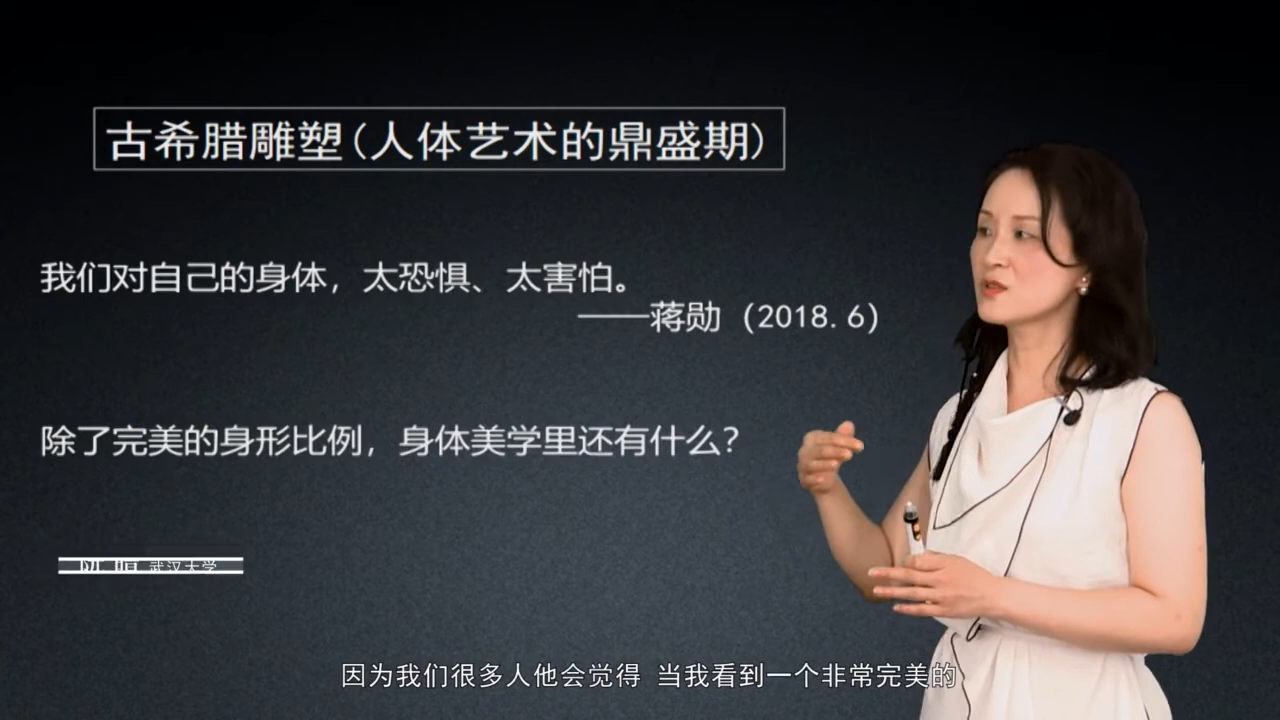 古希腊雕塑(人体艺术的鼎盛期)
我们对自己的身体，太恐惧、太害怕。
——蒋勋 (2018.6)
除了完美的身形比例，身体美学里还有什么？
武汉大学
因为我们很多人他会觉得 当我看到一个非常完美的